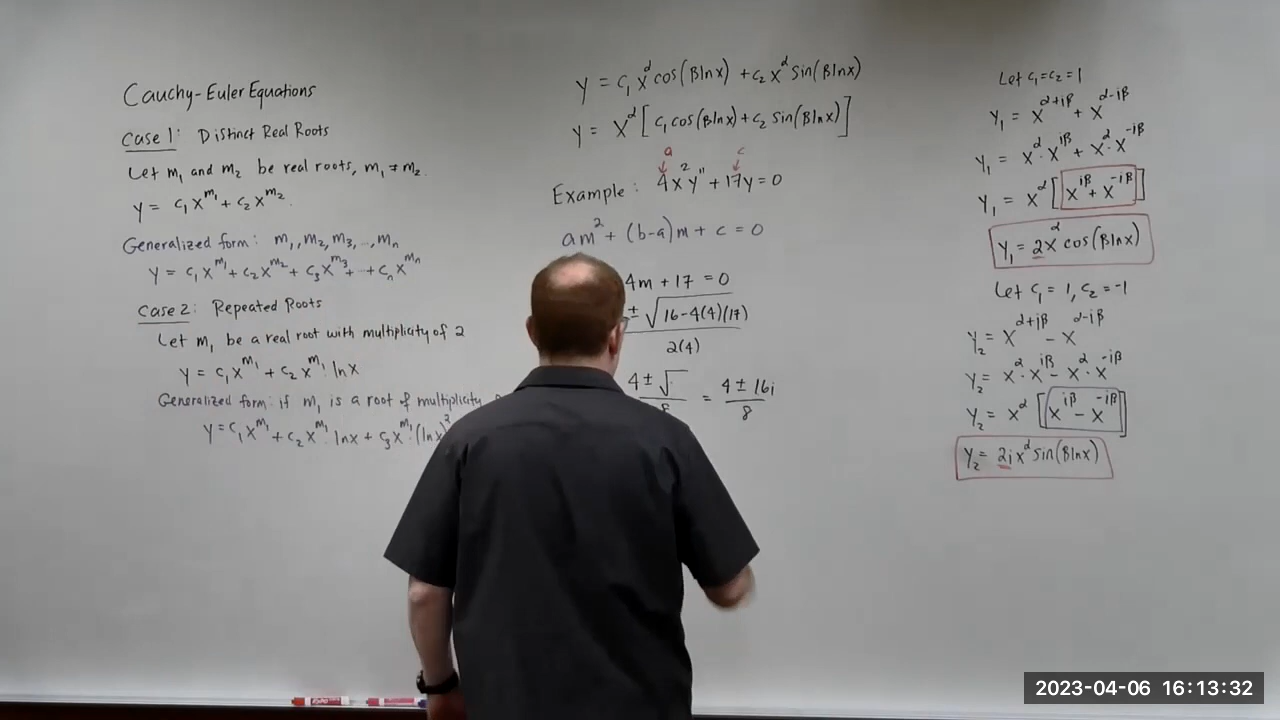 Cauchy-Euler Equations
Case 1: Distinct Real Roots
Let m₁ and m₂ be real roots, m₁ ≠ m₂.
y = c₁x^m₁ + c₂x^m₂.
Generalized form: m₁, m₂, m₃, ..., mₙ
y = c₁x^m₁ + c₂x^m₂ + c₃x^m₃ + ... + cₙx^mₙ
Case 2: Repeated Roots
Let m₁ be a real root with multiplicity of 2
y = c₁x^m₁ + c₂x^m₁ · lnx
Generalized form: if m₁ is a root of multiplicity
y = c₁x^m₁ + c₂x^m₁ · lnx + c₃x^m₁ · (lnx)²
y = c₁x^α cos(βlnx) + c₂x^α sin(βlnx)
y = x^α [c₁cos(βlnx) + c₂ sin(βlnx)]
a c
Example: 4x²y'' + 17y = 0
am² + (b-a)m + c = 0
4m + 17 = 0
± √16-4(4)(17)
2(4)
4 ± √ = 4 ± 16i
8 8
Let c₁ = c₂ = 1
y₁ = x^α+iβ + x^α-iβ
y₁ = x^α · x^iβ + x^α · x^-iβ
y₁ = x^α [x^iβ + x^-iβ]
y₁ = 2x^α cos(βlnx)
Let c₁ = 1, c₂ = -1
y₂ = x^α+iβ - x^α-iβ
y₂ = x^α · x^iβ - x^α · x^-iβ
y₂ = x^α [x^iβ - x^-iβ]
y₂ = 2i x^α sin(βlnx)
EXPO
2023-04-06 16:13:32